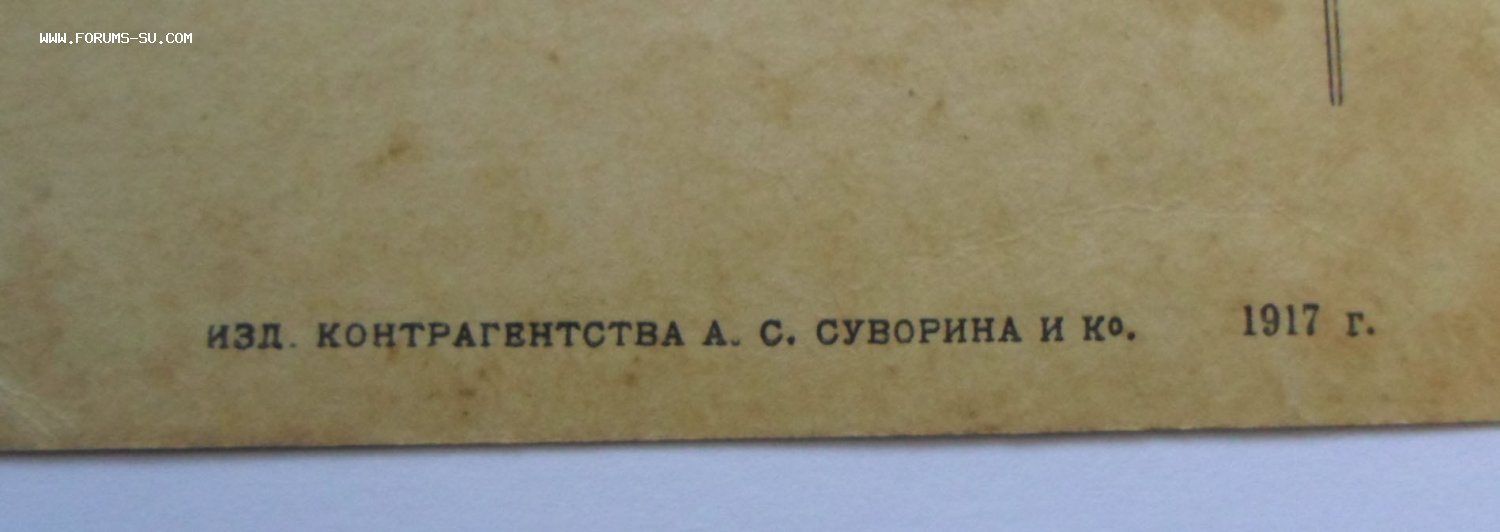 WWW.FORUMS-SU.COM
ИЗД. КОНТРАГЕНТСТВА А. С. СУВОРИНА И Ко. 1917 г.